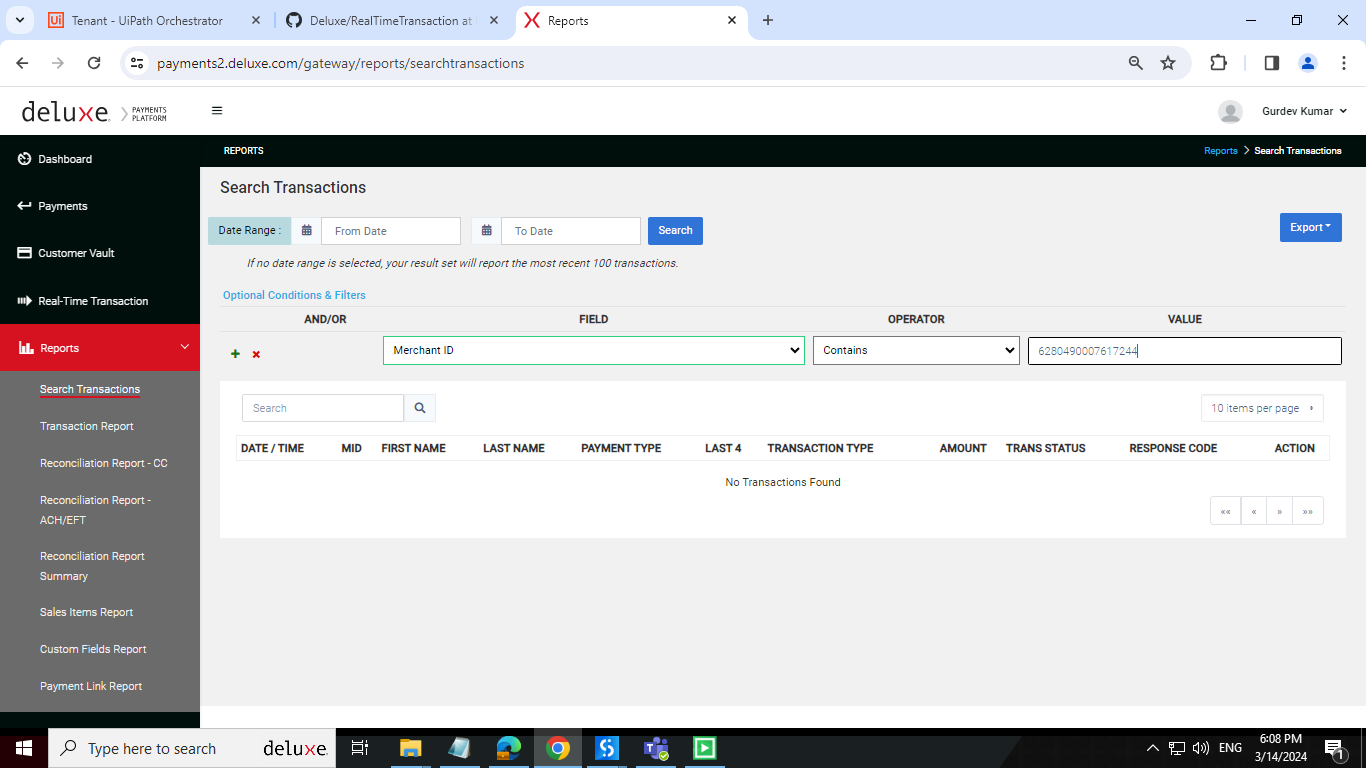 Tenant - UiPath Orchestrator
Deluxe/RealTimeTransaction at
Reports
payments2.deluxe.com/gateway/reports/searchtransactions
deluxe. PAYMENTS PLATFORM
Gurdev Kumar
Dashboard
Payments
Customer Vault
Real-Time Transaction
Reports
Search Transactions
Transaction Report
Reconciliation Report - CC
Reconciliation Report -
ACH/EFT
Reconciliation Report
Summary
Sales Items Report
Custom Fields Report
Payment Link Report
REPORTS
Reports > Search Transactions
Search Transactions
Date Range : From Date To Date Search Export
If no date range is selected, your result set will report the most recent 100 transactions.
Optional Conditions & Filters
AND/OR FIELD OPERATOR VALUE
Merchant ID Contains 6280490007617244
Search 10 items per page
DATE / TIME MID FIRST NAME LAST NAME PAYMENT TYPE LAST 4 TRANSACTION TYPE AMOUNT TRANS STATUS RESPONSE CODE ACTION
No Transactions Found
«« « » »»
Type here to search deluxe.
ENG
6:08 PM
3/14/2024
1